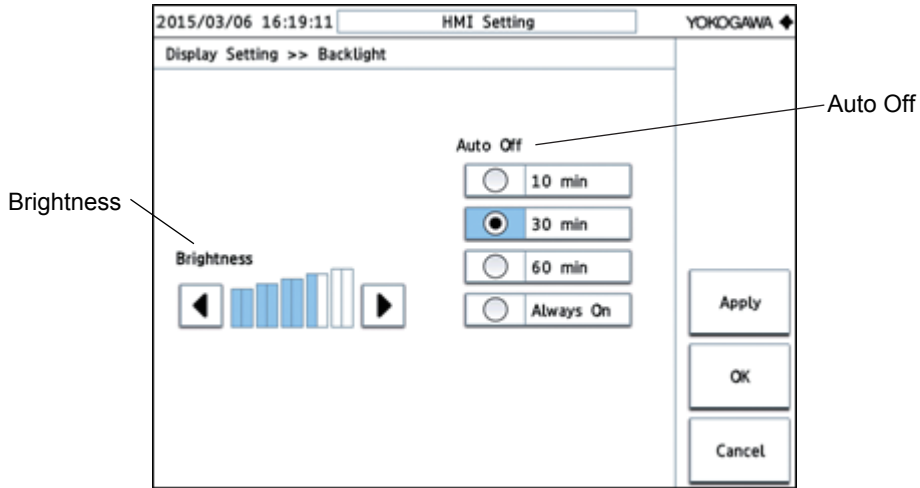 2015/03/06 16:19:11 HMI Setting YOKOGAWA
Display Setting >> Backlight
Auto Off
Auto Off
10 min
Brightness
30 min
Brightness
60 min
Always On
Apply
OK
Cancel